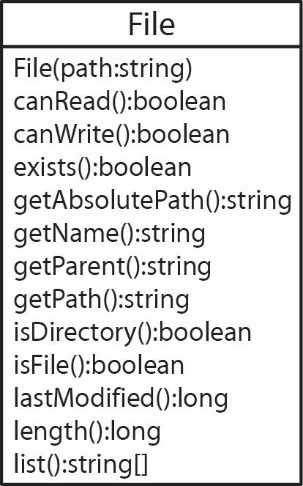 File
File(path:string)
canRead():boolean
canWrite():boolean
exists():boolean
getAbsolutePath():string
getName():string
getParent():string
getPath():string
isDirectory():boolean
isFile():boolean
lastModified():long
length():long
list():string[]